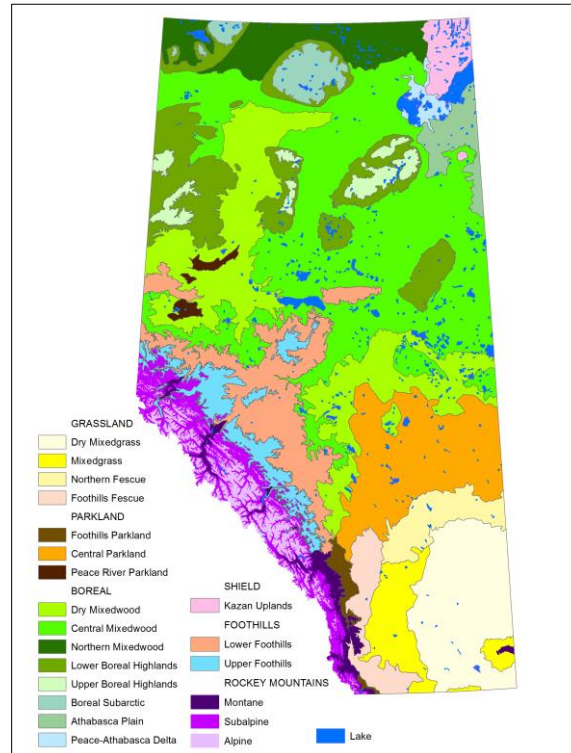 GRASSLAND
Dry Mixedgrass
Mixedgrass
Northern Fescue
Foothills Fescue
PARKLAND
Foothills Parkland
Central Parkland
Peace River Parkland
BOREAL
Dry Mixedwood
Central Mixedwood
Northern Mixedwood
Lower Boreal Highlands
Upper Boreal Highlands
Boreal Subarctic
Athabasca Plain
Peace-Athabasca Delta
SHIELD
Kazan Uplands
FOOTHILLS
Lower Foothills
Upper Foothills
ROCKEY MOUNTAINS
Montane
Subalpine
Alpine
Lake